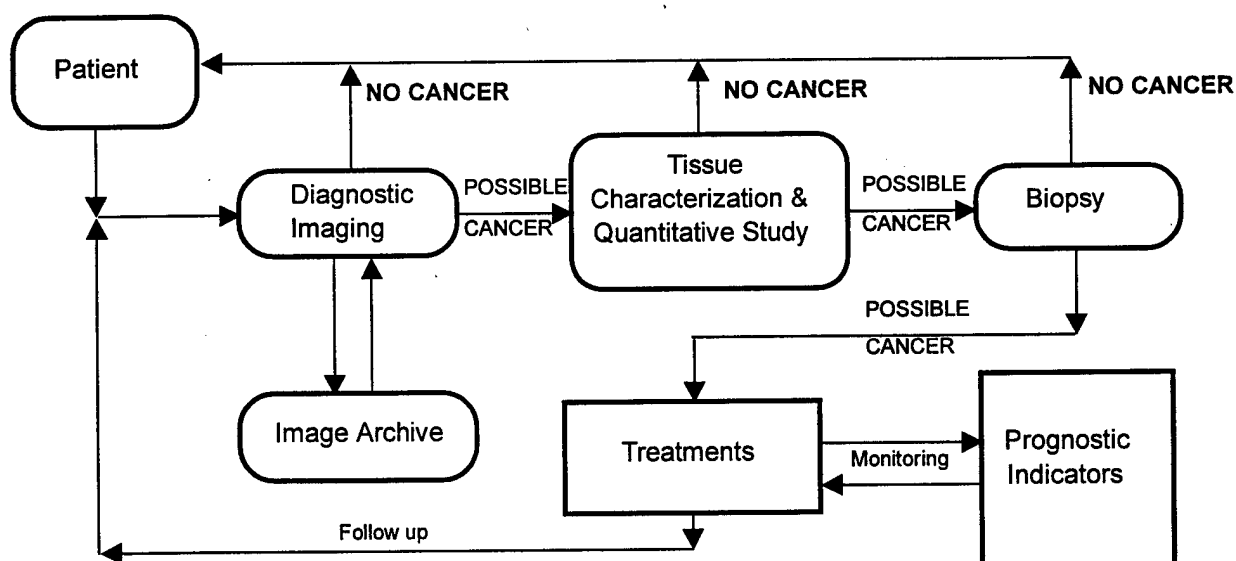 Patient
NO CANCER
NO CANCER
NO CANCER
Diagnostic
Imaging
POSSIBLE
CANCER
Tissue
Characterization &
Quantitative Study
POSSIBLE
CANCER
Biopsy
POSSIBLE
CANCER
Image Archive
Treatments
Monitoring
Prognostic
Indicators
Follow up